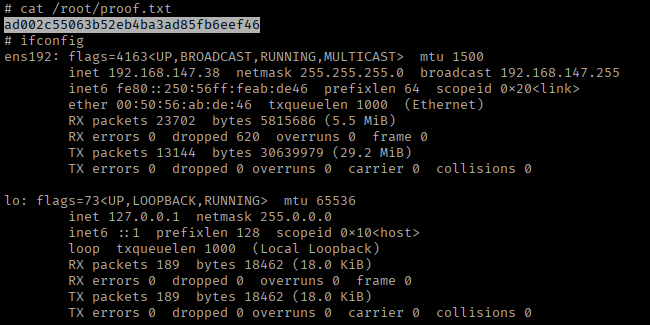 # cat /root/proof.txt
ad002c55063b52eb4ba3ad85fb6eef46
# ifconfig
ens192: flags=4163<UP,BROADCAST,RUNNING,MULTICAST>  mtu 1500
        inet 192.168.147.38  netmask 255.255.255.0  broadcast 192.168.147.255
        inet6 fe80::250:56ff:feab:de46  prefixlen 64  scopeid 0×20<link>
        ether 00:50:56:ab:de:46  txqueuelen 1000  (Ethernet)
        RX packets 23702  bytes 5815686 (5.5 MiB)
        RX errors 0  dropped 620  overruns 0  frame 0
        TX packets 13144  bytes 30639979 (29.2 MiB)
        TX errors 0  dropped 0 overruns 0  carrier 0  collisions 0

lo: flags=73<UP,LOOPBACK,RUNNING>  mtu 65536
        inet 127.0.0.1  netmask 255.0.0.0
        inet6 ::1  prefixlen 128  scopeid 0×10<host>
        loop  txqueuelen 1000  (Local Loopback)
        RX packets 189  bytes 18462 (18.0 KiB)
        RX errors 0  dropped 0  overruns 0  frame 0
        TX packets 189  bytes 18462 (18.0 KiB)
        TX errors 0  dropped 0 overruns 0  carrier 0  collisions 0